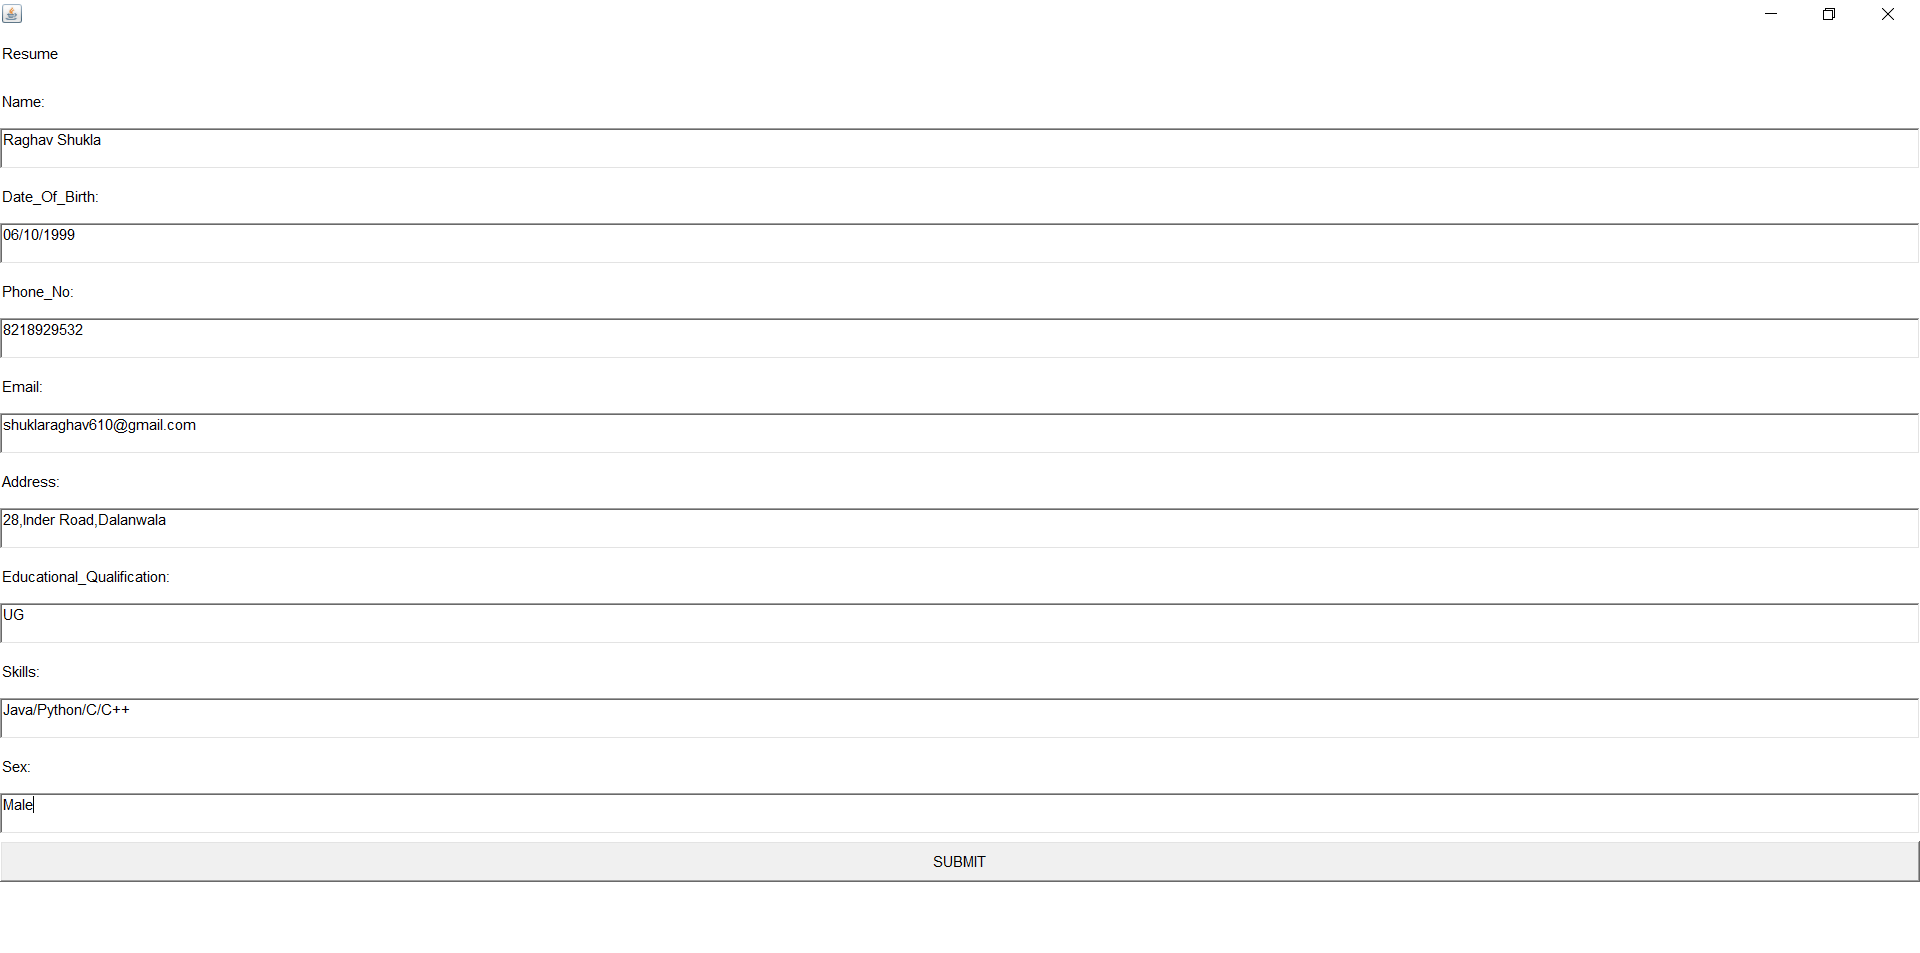 Resume
Name:
Raghav Shukla
Date_Of_Birth:
06/10/1999
Phone_No:
8218929532
Email:
shuklaraghav610@gmail.com
Address:
28,Inder Road,Dalanwala
Educational_Qualification:
UG
Skills:
Java/Python/C/C++
Sex:
Male
SUBMIT